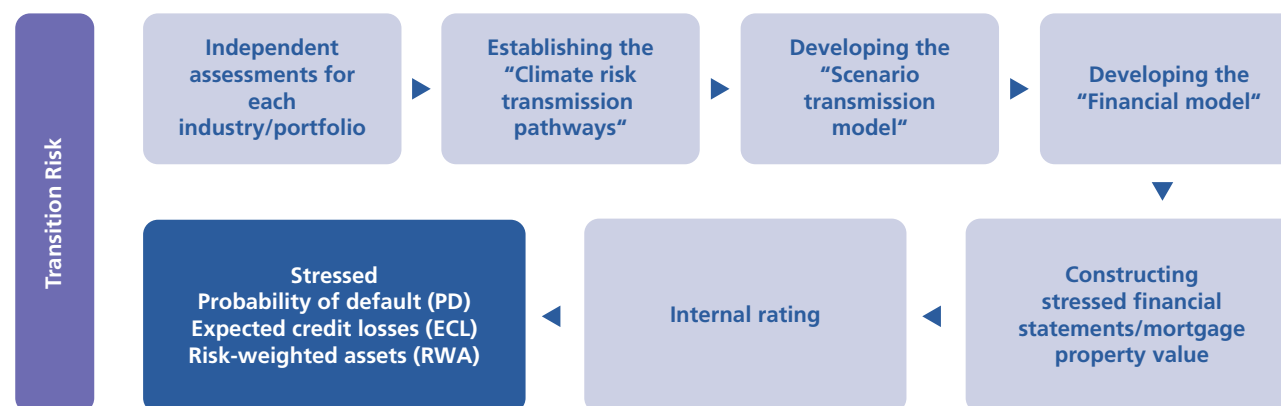 Transition Risk
Independent
assessments for
each
industry/portfolio
Establishing the
“Climate risk
transmission
pathways“
Developing the
“Scenario
transmission
model“
Developing the
“Financial model“
Constructing
stressed financial
statements/mortgage
property value
Internal rating
Stressed
Probability of default (PD)
Expected credit losses (ECL)
Risk-weighted assets (RWA)